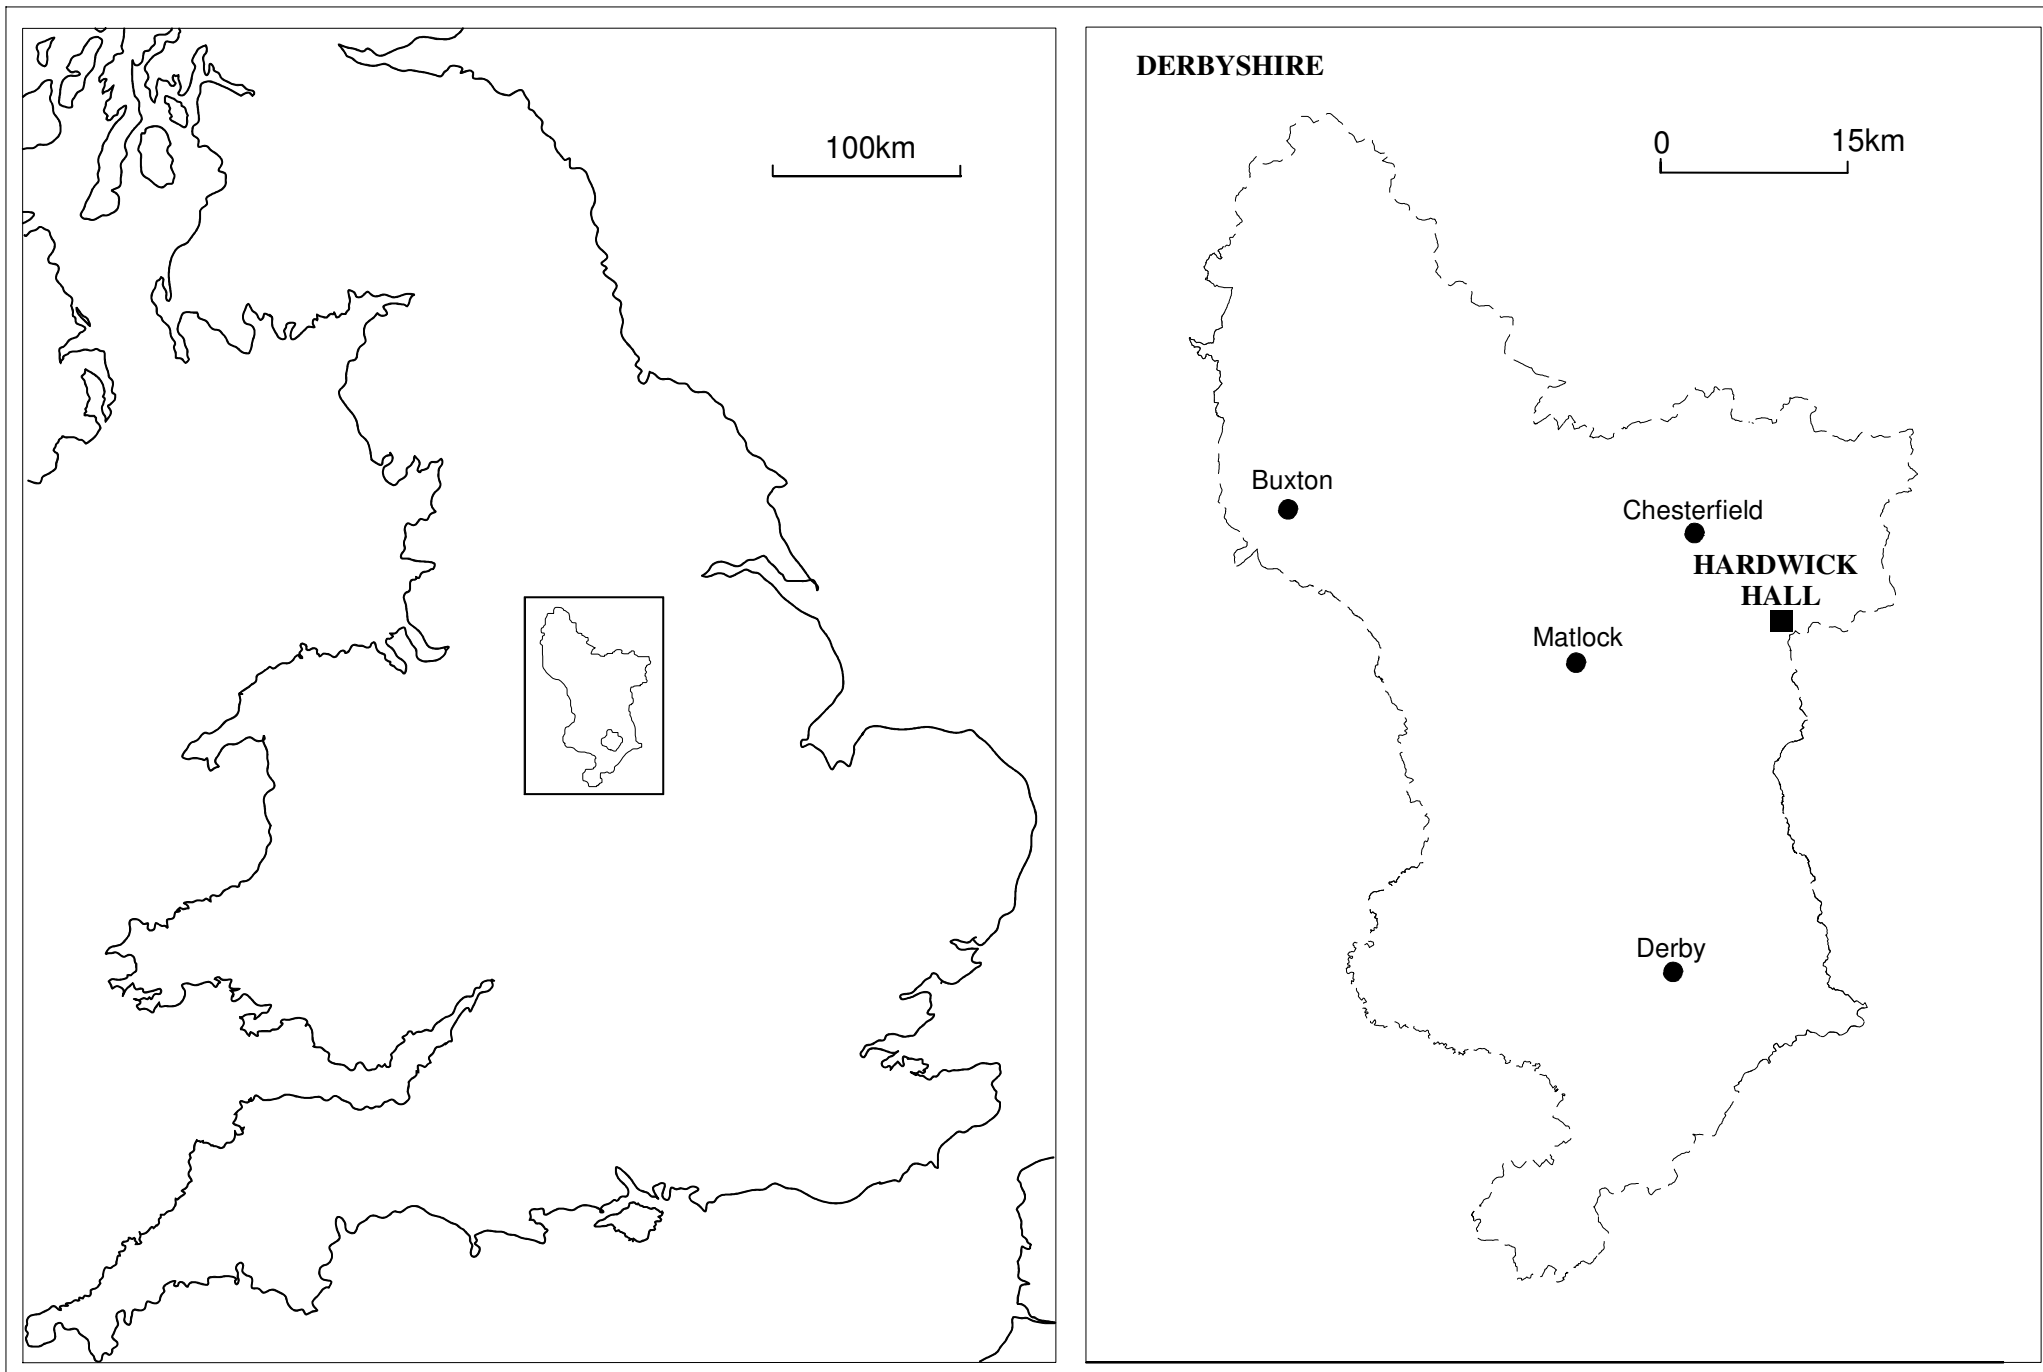 100km
DERBYSHIRE
0 15km
Buxton
Chesterfield
HARDWICK
HALL
Matlock
Derby